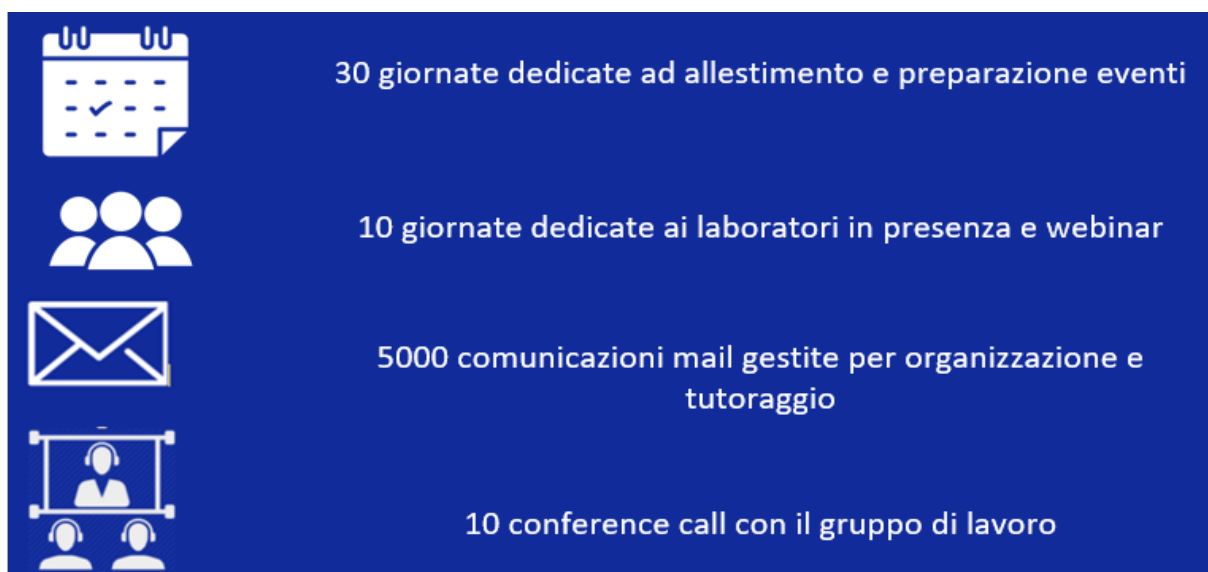 30 giornate dedicate ad allestimento e preparazione eventi
10 giornate dedicate ai laboratori in presenza e webinar
5000 comunicazioni mail gestite per organizzazione e
tutoraggio
10 conference call con il gruppo di lavoro